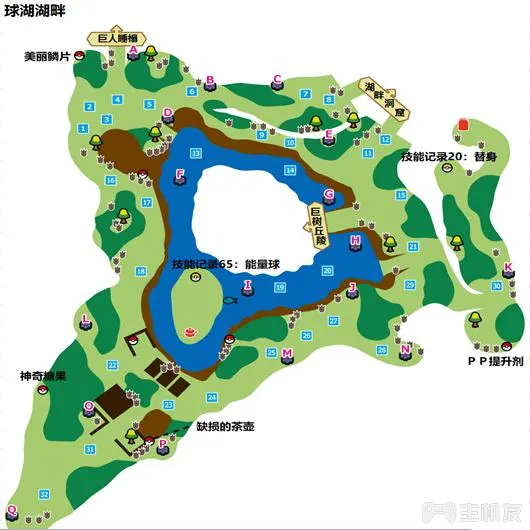 球湖湖畔
巨人睡榻
美丽鳞片
A
B
C
湖畔洞窟
6
7
8
2
4
5
3
1
D
9
10
E
12
11
13
14
技能记录20：替身
16
F
17
G
15
巨树丘陵
H
21
技能记录65：能量球
18
20
K
I
19
J
29
30
27
L
26
25
M
28
N
PP提升剂
22
神奇糖果
24
23
O
缺损的茶壶
31
P
32
Q
主机友